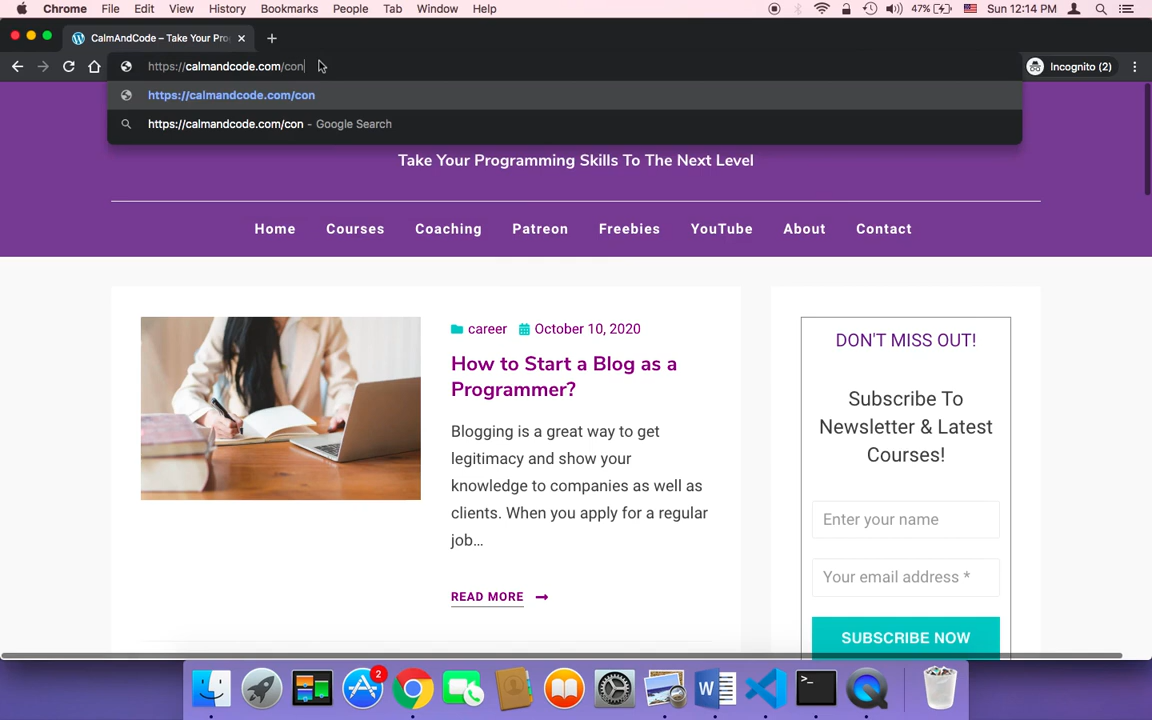 Chrome File Edit View History Bookmarks People Tab Window Help 47% Sun 12:14 PM
CalmAndCode – Take Your Pro
https://calmandcode.com/con Incognito (2)
https://calmandcode.com/con
https://calmandcode.com/con - Google Search
Take Your Programming Skills To The Next Level
Home Courses Coaching Patreon Freebies YouTube About Contact
career October 10, 2020
How to Start a Blog as a
Programmer?
Blogging is a great way to get
legitimacy and show your
knowledge to companies as well as
clients. When you apply for a regular
job...
READ MORE
DON'T MISS OUT!
Subscribe To
Newsletter & Latest
Courses!
Enter your name
Your email address *
SUBSCRIBE NOW
2